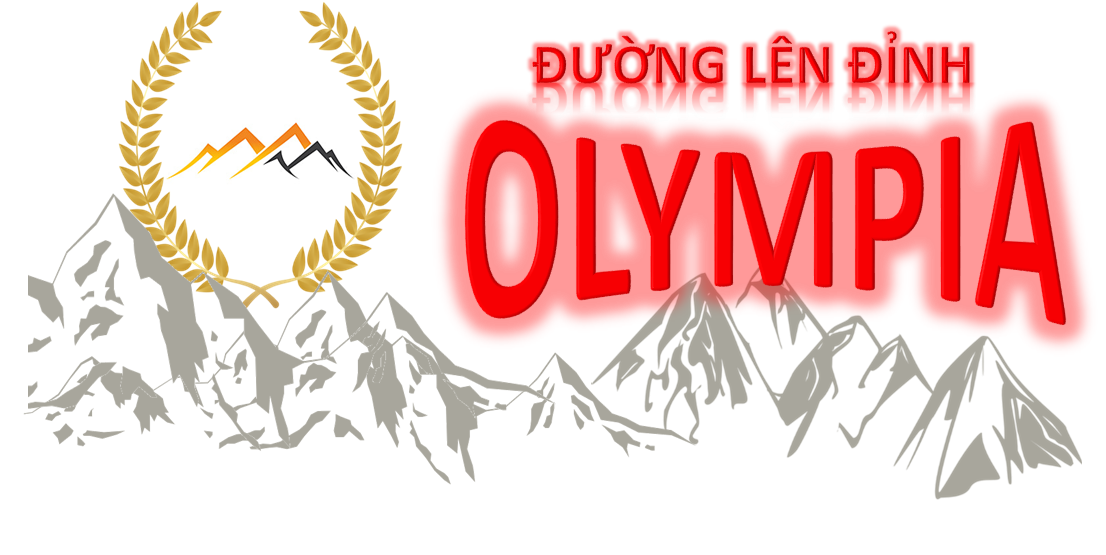 ĐƯỜNG LÊN ĐỈNH
OLYMPIA